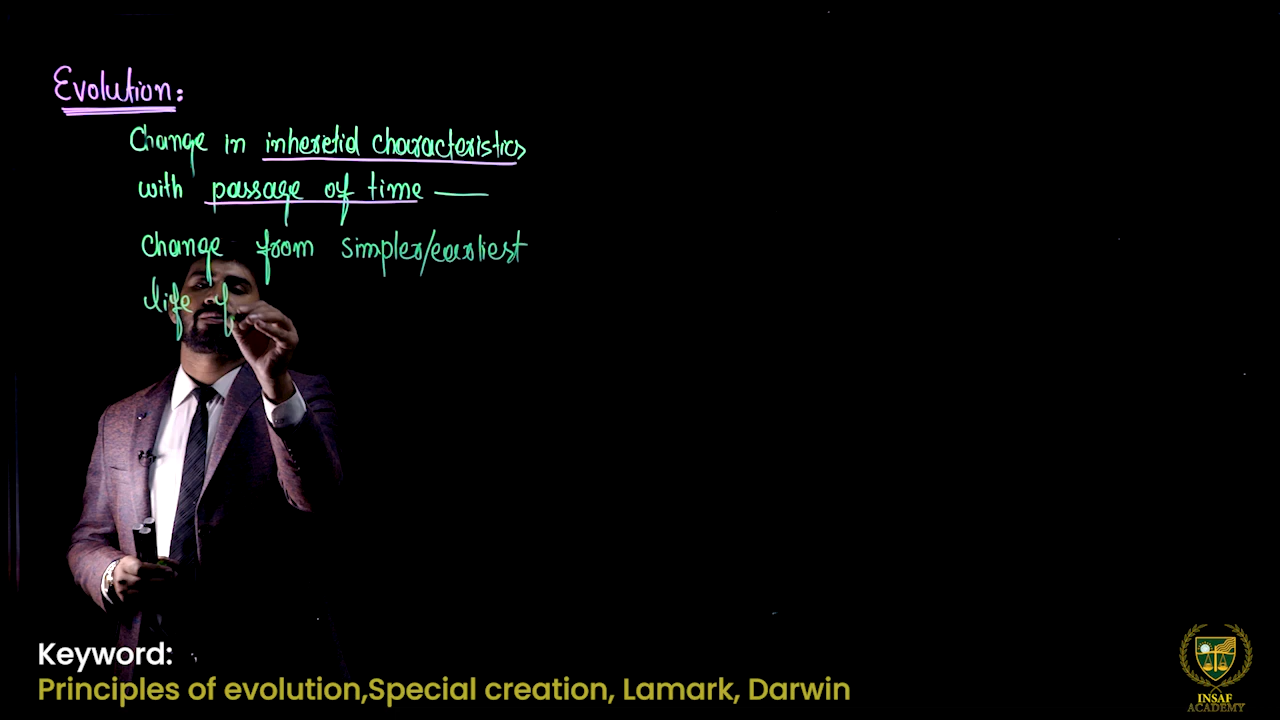 Evolution:
Change in inheretid characteristics
with passage of time —
Change from simpler/earliest
life f
Keyword:
Principles of evolution,Special creation, Lamark, Darwin
INSAF
ACADEMY